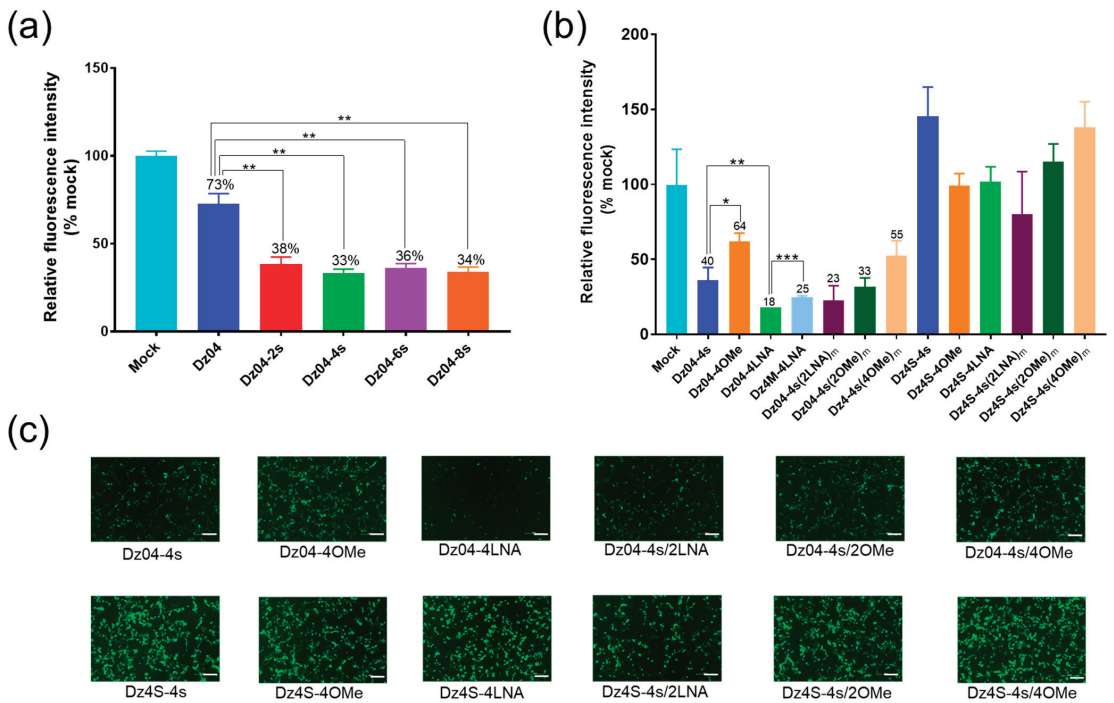 (a)
Relative fluorescence intensity
(% mock)
150
100
50
0
**
**
**
**
73%
38%
33%
36%
34%
Mock
Dz04
Dz04-2s
Dz04-4s
Dz04-6s
Dz04-8s
(b)
Relative fluorescence intensity
(% mock)
200
150
100
50
0
**
*
***
40
64
18
25
23
33
55
Mock
Dz04-4s
Dz04-4OMe
Dz04-4LNA
Dz4M-4LNA
Dz04-4s(2LNA)m
Dz04-4s(2OMe)m
Dz4-4s(4OMe)m
Dz4S-4s
Dz4S-4OMe
Dz4S-4LNA
Dz4S-4s(2LNA)m
Dz4S-4s(2OMe)m
Dz4S-4s(4OMe)m
(c)
Dz04-4s Dz04-4OMe Dz04-4LNA Dz04-4s/2LNA Dz04-4s/2OMe Dz04-4s/4OMe
Dz4S-4s Dz4S-4OMe Dz4S-4LNA Dz4S-4s/2LNA Dz4S-4s/2OMe Dz4S-4s/4OMe